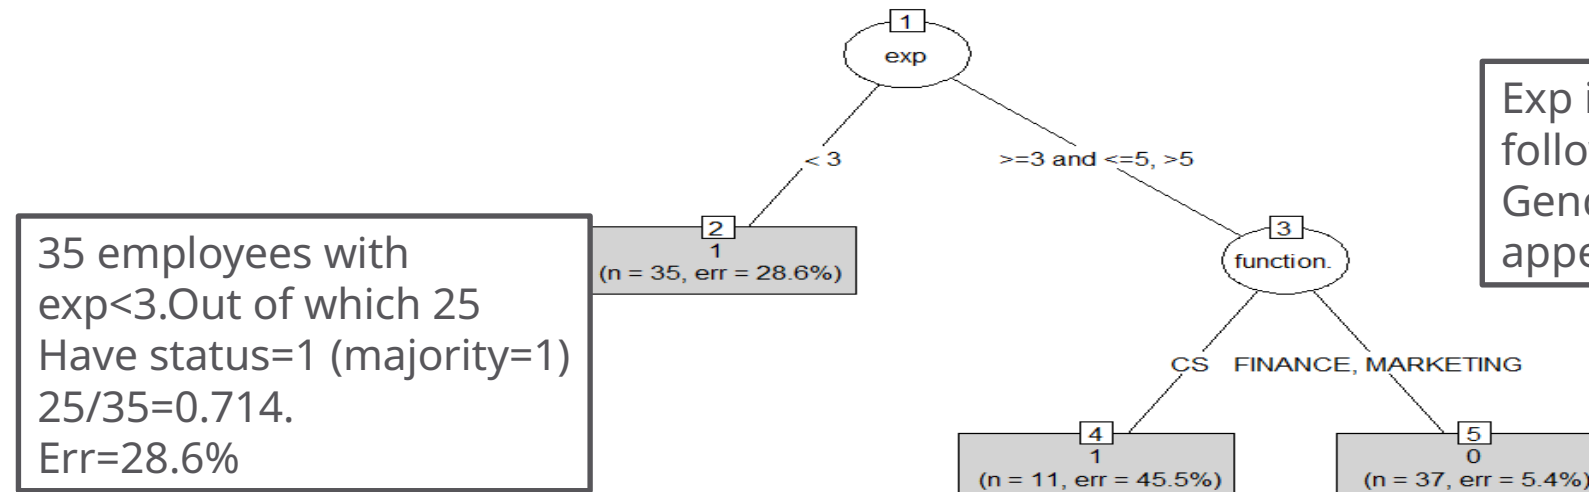 1
exp
< 3
>=3 and <=5, >5
Exp
follo
Gend
appe
35 employees with
exp<3.Out of which 25
Have status=1 (majority=1)
25/35=0.714.
Err=28.6%
2
1
(n = 35, err = 28.6%)
3
function.
CS
FINANCE, MARKETING
4
1
(n = 11, err = 45.5%)
5
0
(n = 37, err = 5.4%)